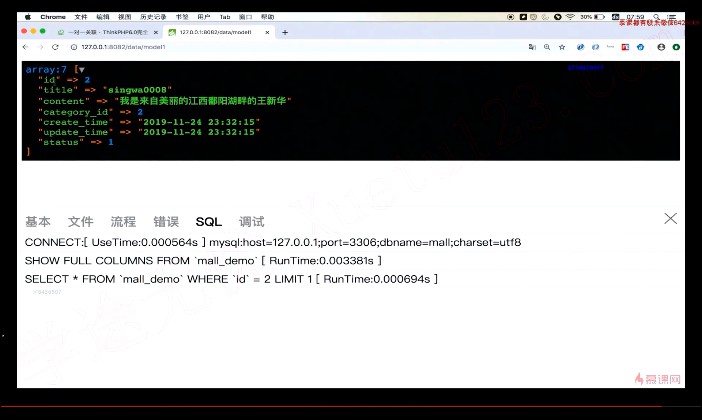 Chrome 文件 编辑 视图 历史记录 书签 用户 Tab 窗口 帮助
30% 07:59
一对一关联 · ThinkPHP6.0完全
127.0.0.1:8082/data/model1
127.0.0.1:8082/data/model1
array:7 [▼
"id" => 2
"title" => "singwa0008"
"content" => "我是来自美丽的江西鄱阳湖畔的王新华"
"category_id" => 2
"create_time" => "2019-11-24 23:32:15"
"update_time" => "2019-11-24 23:32:15"
"status" => 1
]
基本 文件 流程 错误 SQL 调试
CONNECT:[ UseTime:0.000564s ] mysql:host=127.0.0.1;port=3306;dbname=mall;charset=utf8
SHOW FULL COLUMNS FROM `mall_demo` [ RunTime:0.003381s ]
SELECT * FROM `mall_demo` WHERE `id` = 2 LIMIT 1 [ RunTime:0.000694s ]
慕课网